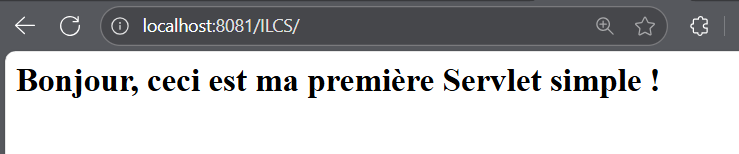 localhost:8081/ILCS/
Bonjour, ceci est ma première Servlet simple !